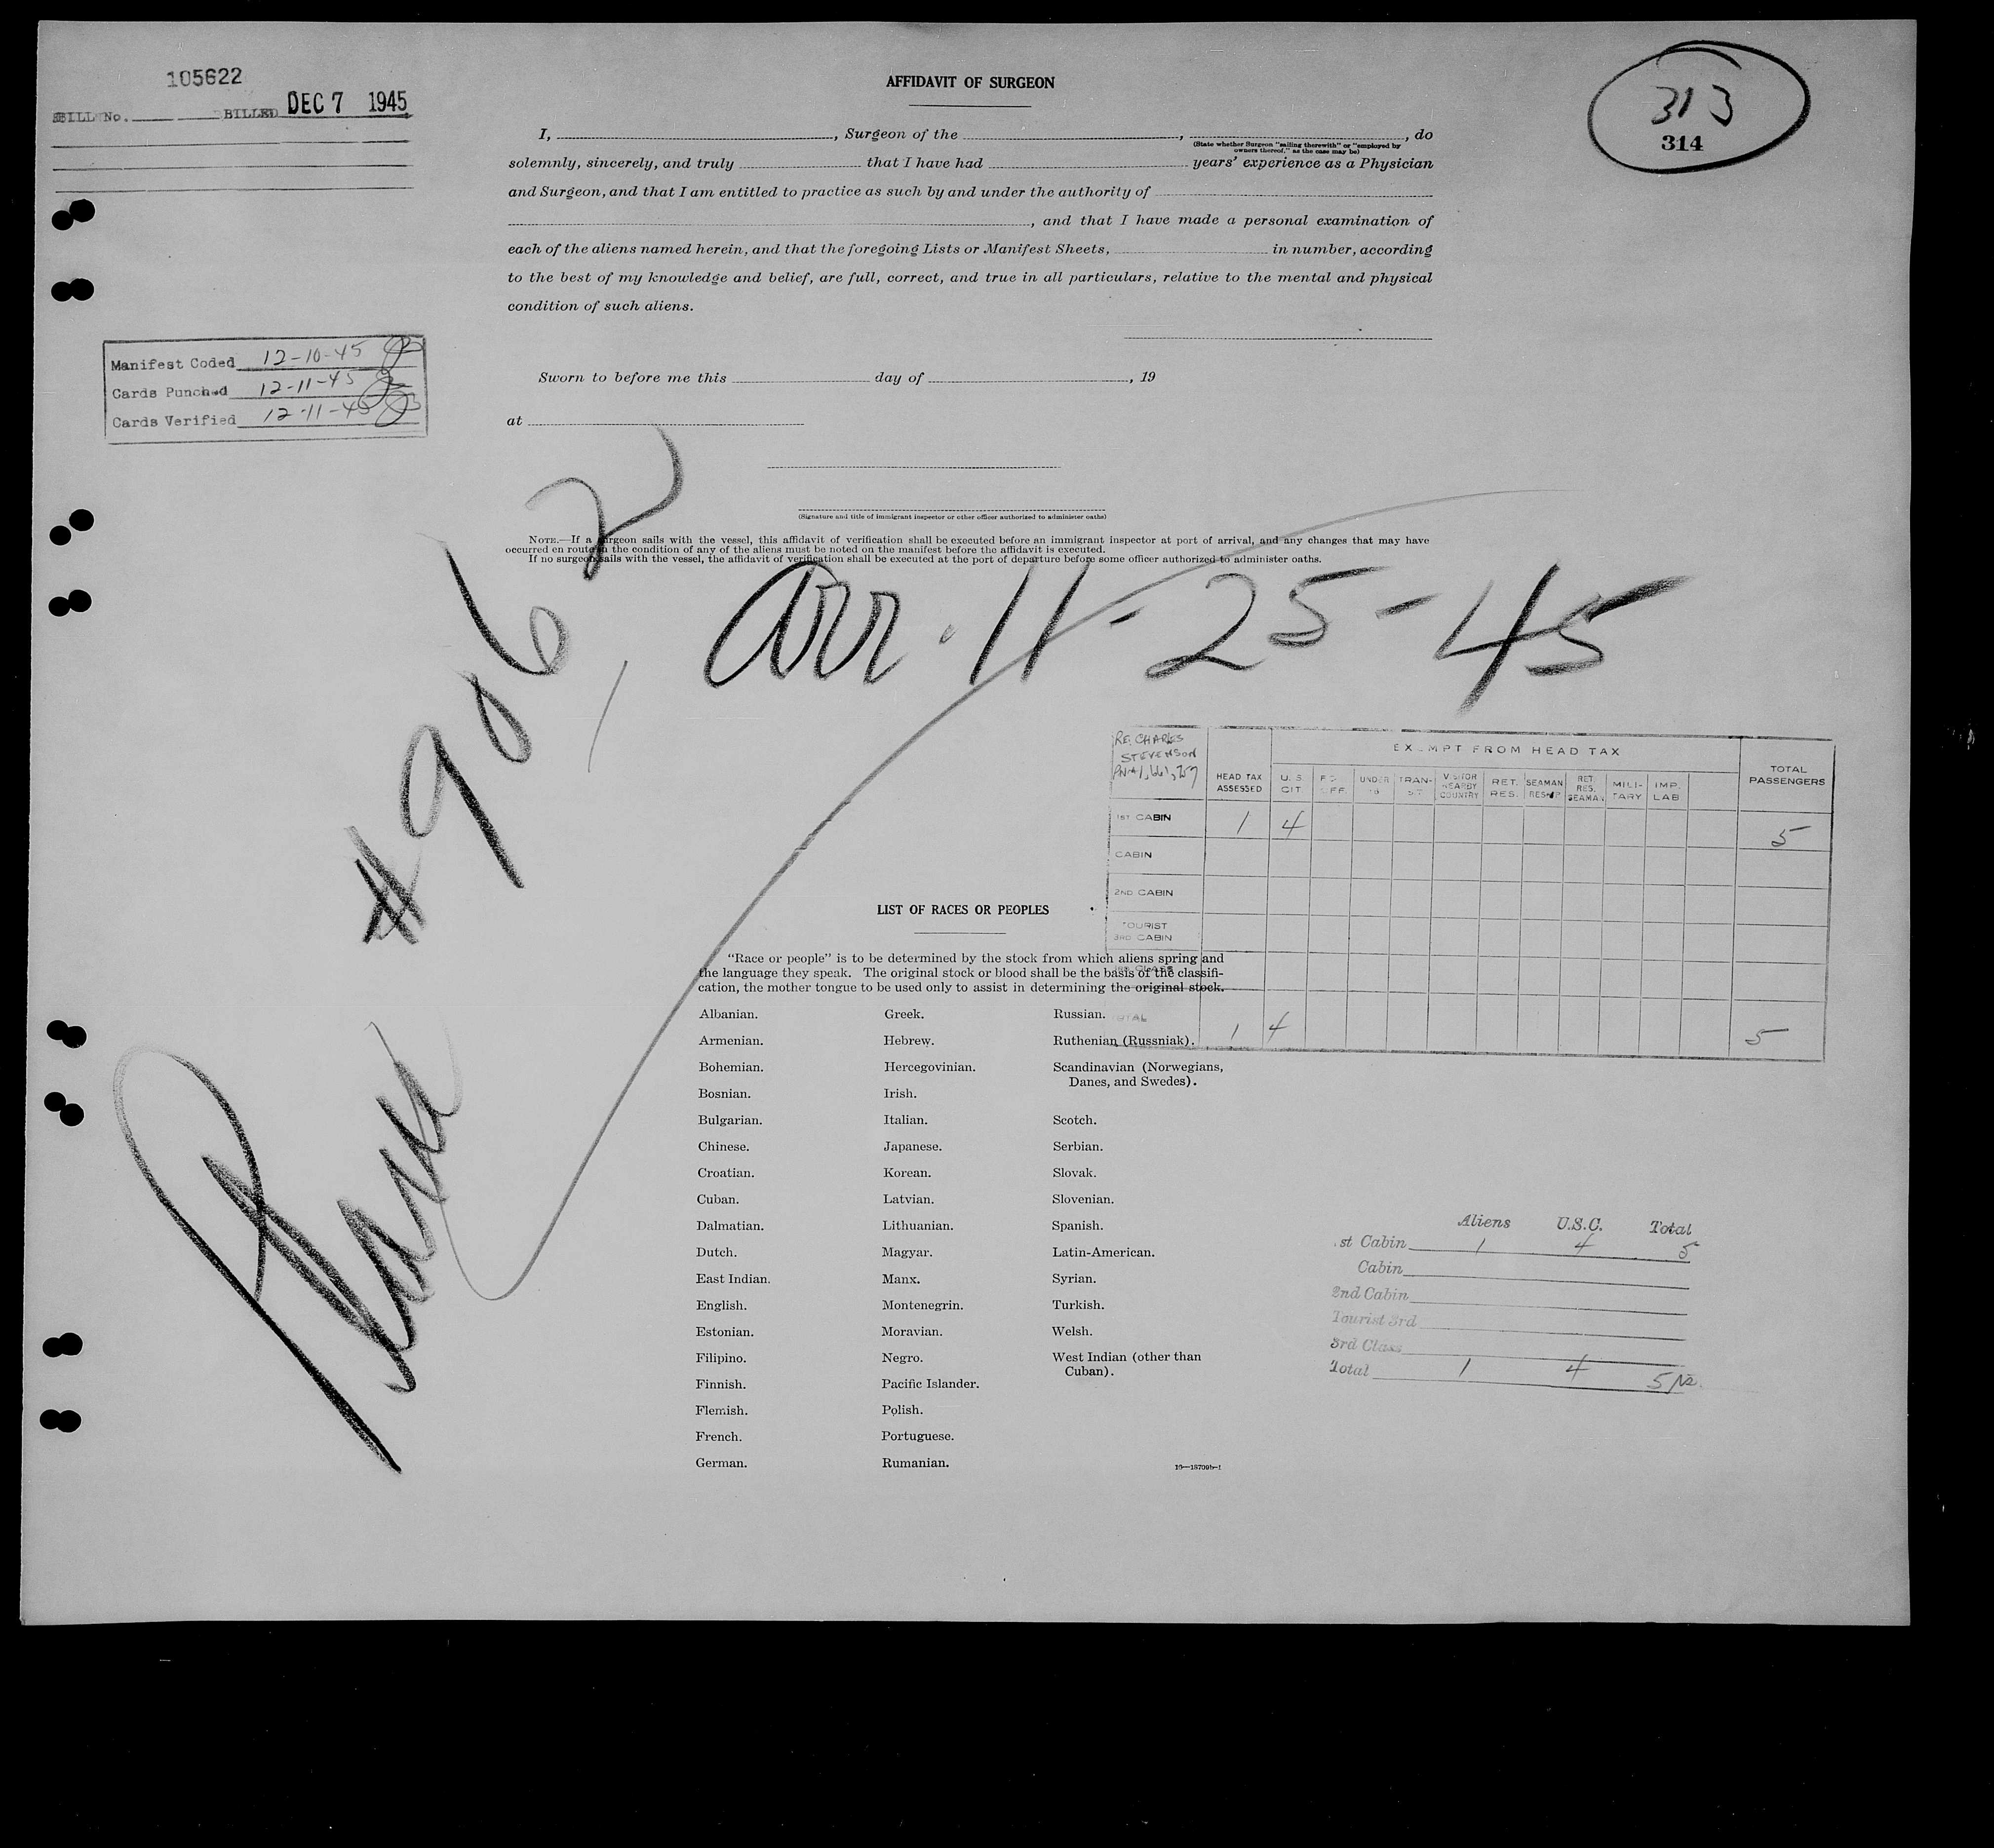 105622
BILL No. BILLED DEC 7 1945
313
314
AFFIDAVIT OF SURGEON
I, , Surgeon of the , , do
(State whether Surgeon "sailing therewith" or "employed by
owners thereof," as the case may be)
solemnly, sincerely, and truly that I have had years' experience as a Physician
and Surgeon, and that I am entitled to practice as such by and under the authority of
, and that I have made a personal examination of
each of the aliens named herein, and that the foregoing Lists or Manifest Sheets, in number, according
to the best of my knowledge and belief, are full, correct, and true in all particulars, relative to the mental and physical
condition of such aliens.
Manifest Coded 12-10-45
Cards Punched 12-11-45
Cards Verified 12-11-45
Sworn to before me this day of , 19
at
(Signature and title of immigrant inspector or other officer authorized to administer oaths)
NOTE.—If a surgeon sails with the vessel, this affidavit of verification shall be executed before an immigrant inspector at port of arrival, and any changes that may have
occurred en route in the condition of any of the aliens must be noted on the manifest before the affidavit is executed.
If no surgeon sails with the vessel, the affidavit of verification shall be executed at the port of departure before some officer authorized to administer oaths.
Plane #9062
arr. 11-25-45
RE. CHARLES
STEVENSON
HEAD TAX
ASSESSED
EXEMPT FROM HEAD TAX
TOTAL
PASSENGERS
U. S CIT
UNDER 16
TRAN-SIT
VISITOR NEARBY COUNTRY
RET. RES.
SEAMAN
RET. RES. SEAMAN
MILI-TARY
IMP. LAB
1ST CABIN 1 4 5
CABIN
2ND CABIN
TOURIST
3RD CABIN
TOTAL 1 4 5
LIST OF RACES OR PEOPLES
"Race or people" is to be determined by the stock from which aliens spring and
the language they speak. The original stock or blood shall be the basis of the classifi-
cation, the mother tongue to be used only to assist in determining the original stock.
Albanian. Greek. Russian.
Armenian. Hebrew. Ruthenian (Russniak).
Bohemian. Hercegovinian. Scandinavian (Norwegians,
Danes, and Swedes).
Bosnian. Irish.
Bulgarian. Italian. Scotch.
Chinese. Japanese. Serbian.
Croatian. Korean. Slovak.
Cuban. Latvian. Slovenian.
Dalmatian. Lithuanian. Spanish.
Dutch. Magyar. Latin-American.
East Indian. Manx. Syrian.
English. Montenegrin. Turkish.
Estonian. Moravian. Welsh.
Filipino. Negro. West Indian (other than
Cuban).
Finnish. Pacific Islander.
Flemish. Polish.
French. Portuguese.
German. Rumanian.
Aliens U.S.C. Total
1st Cabin 1 4 5
Cabin
2nd Cabin
Tourist 3rd
3rd Class
Total 1 4 5